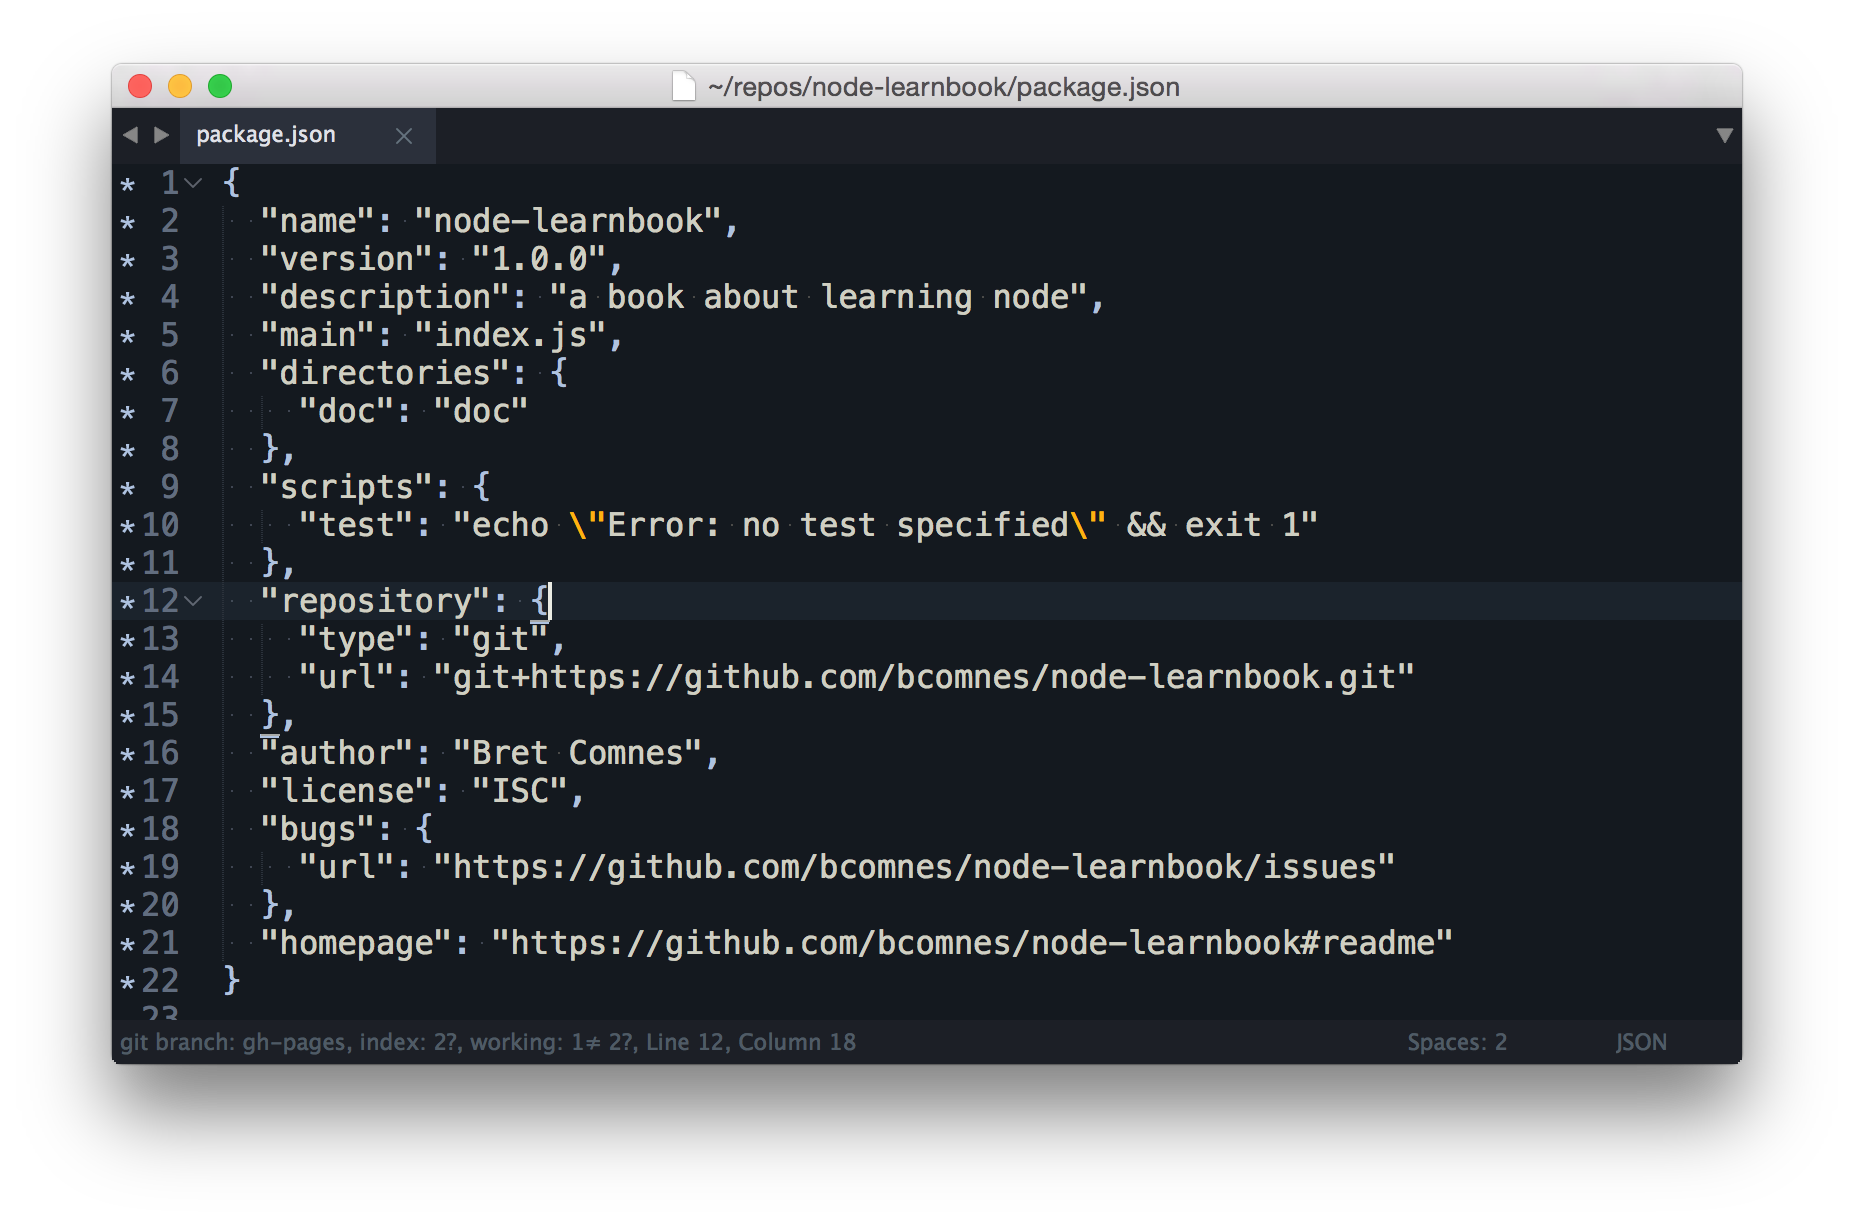 ~/repos/node-learnbook/package.json
package.json
* 1 {
* 2 "name": "node-learnbook",
* 3 "version": "1.0.0",
* 4 "description": "a book about learning node",
* 5 "main": "index.js",
* 6 "directories": {
* 7 "doc": "doc"
* 8 },
* 9 "scripts": {
* 10 "test": "echo \"Error: no test specified\" && exit 1"
* 11 },
* 12 "repository": {
* 13 "type": "git",
* 14 "url": "git+https://github.com/bcomnes/node-learnbook.git"
* 15 },
* 16 "author": "Bret Comnes",
* 17 "license": "ISC",
* 18 "bugs": {
* 19 "url": "https://github.com/bcomnes/node-learnbook/issues"
* 20 },
* 21 "homepage": "https://github.com/bcomnes/node-learnbook#readme"
* 22 }
23
git branch: gh-pages, index: 2?, working: 1≠ 2?, Line 12, Column 18 Spaces: 2 JSON